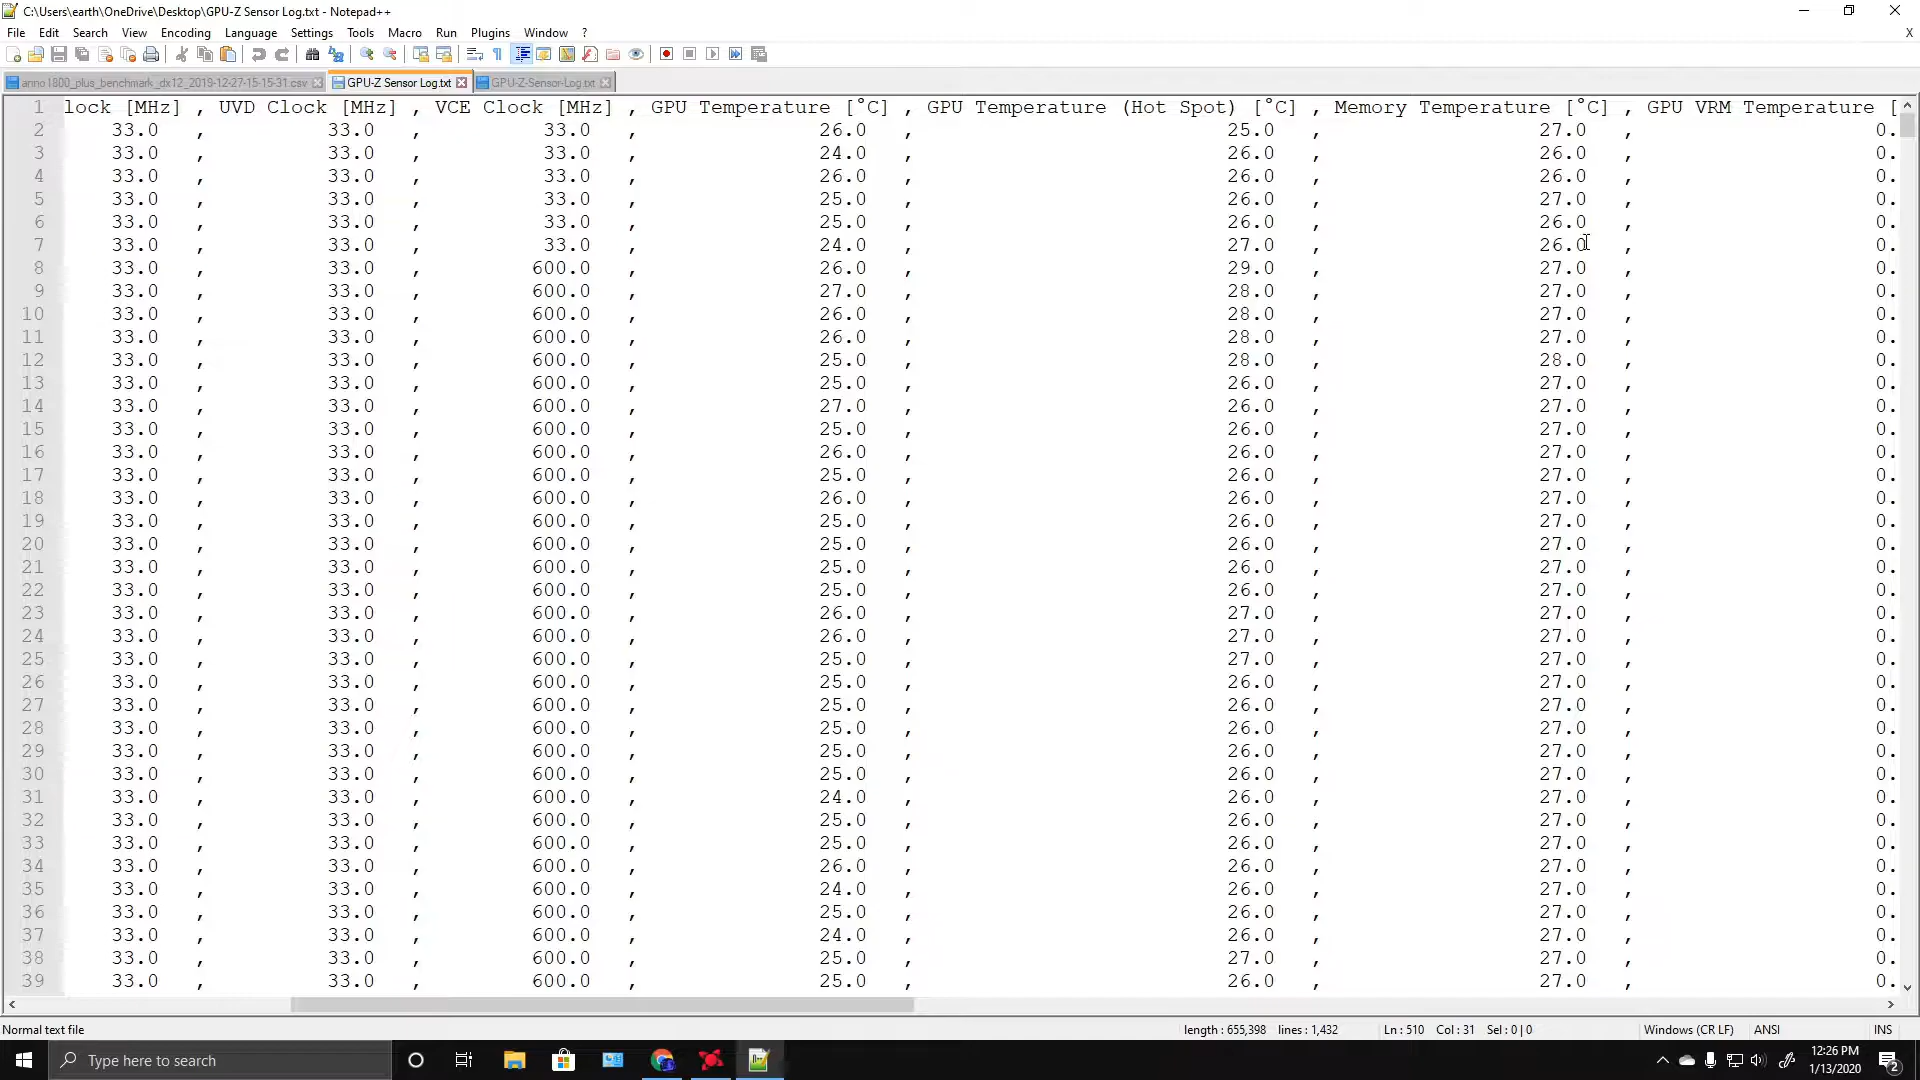 C:\Users\earth\OneDrive\Desktop\GPU-Z Sensor Log.txt - Notepad++
File Edit Search View Encoding Language Settings Tools Macro Run Plugins Window ? X
anno1800_plus_benchmark_dx12_2019-12-27-15-15-31.csv GPU-Z Sensor Log.txt GPU-Z-Sensor-Log.txt
1 lock [MHz] , UVD Clock [MHz] , VCE Clock [MHz] , GPU Temperature [°C] , GPU Temperature (Hot Spot) [°C] , Memory Temperature [°C] , GPU VRM Temperature [
2 33.0 , 33.0 , 33.0 , 26.0 , 25.0 , 27.0 , 0.
3 33.0 , 33.0 , 33.0 , 24.0 , 26.0 , 26.0 , 0.
4 33.0 , 33.0 , 33.0 , 26.0 , 26.0 , 26.0 , 0.
5 33.0 , 33.0 , 33.0 , 25.0 , 26.0 , 27.0 , 0.
6 33.0 , 33.0 , 33.0 , 25.0 , 26.0 , 26.0 , 0.
7 33.0 , 33.0 , 33.0 , 24.0 , 27.0 , 26.0 , 0.
8 33.0 , 33.0 , 600.0 , 26.0 , 29.0 , 27.0 , 0.
9 33.0 , 33.0 , 600.0 , 27.0 , 28.0 , 27.0 , 0.
10 33.0 , 33.0 , 600.0 , 26.0 , 28.0 , 27.0 , 0.
11 33.0 , 33.0 , 600.0 , 26.0 , 28.0 , 27.0 , 0.
12 33.0 , 33.0 , 600.0 , 25.0 , 28.0 , 28.0 , 0.
13 33.0 , 33.0 , 600.0 , 25.0 , 26.0 , 27.0 , 0.
14 33.0 , 33.0 , 600.0 , 27.0 , 26.0 , 27.0 , 0.
15 33.0 , 33.0 , 600.0 , 25.0 , 26.0 , 27.0 , 0.
16 33.0 , 33.0 , 600.0 , 26.0 , 26.0 , 27.0 , 0.
17 33.0 , 33.0 , 600.0 , 25.0 , 26.0 , 27.0 , 0.
18 33.0 , 33.0 , 600.0 , 26.0 , 26.0 , 27.0 , 0.
19 33.0 , 33.0 , 600.0 , 25.0 , 26.0 , 27.0 , 0.
20 33.0 , 33.0 , 600.0 , 25.0 , 26.0 , 27.0 , 0.
21 33.0 , 33.0 , 600.0 , 25.0 , 26.0 , 27.0 , 0.
22 33.0 , 33.0 , 600.0 , 25.0 , 26.0 , 27.0 , 0.
23 33.0 , 33.0 , 600.0 , 26.0 , 27.0 , 27.0 , 0.
24 33.0 , 33.0 , 600.0 , 26.0 , 27.0 , 27.0 , 0.
25 33.0 , 33.0 , 600.0 , 25.0 , 27.0 , 27.0 , 0.
26 33.0 , 33.0 , 600.0 , 25.0 , 26.0 , 27.0 , 0.
27 33.0 , 33.0 , 600.0 , 25.0 , 26.0 , 27.0 , 0.
28 33.0 , 33.0 , 600.0 , 25.0 , 26.0 , 27.0 , 0.
29 33.0 , 33.0 , 600.0 , 25.0 , 26.0 , 27.0 , 0.
30 33.0 , 33.0 , 600.0 , 25.0 , 26.0 , 27.0 , 0.
31 33.0 , 33.0 , 600.0 , 24.0 , 26.0 , 27.0 , 0.
32 33.0 , 33.0 , 600.0 , 25.0 , 26.0 , 27.0 , 0.
33 33.0 , 33.0 , 600.0 , 25.0 , 26.0 , 27.0 , 0.
34 33.0 , 33.0 , 600.0 , 26.0 , 26.0 , 27.0 , 0.
35 33.0 , 33.0 , 600.0 , 24.0 , 26.0 , 27.0 , 0.
36 33.0 , 33.0 , 600.0 , 25.0 , 26.0 , 27.0 , 0.
37 33.0 , 33.0 , 600.0 , 24.0 , 26.0 , 27.0 , 0.
38 33.0 , 33.0 , 600.0 , 25.0 , 27.0 , 27.0 , 0.
39 33.0 , 33.0 , 600.0 , 25.0 , 26.0 , 27.0 , 0.
Normal text file length : 655,398 lines : 1,432 Ln : 510 Col : 31 Sel : 0 | 0 Windows (CR LF) ANSI INS
Type here to search
12:26 PM
1/13/2020
2